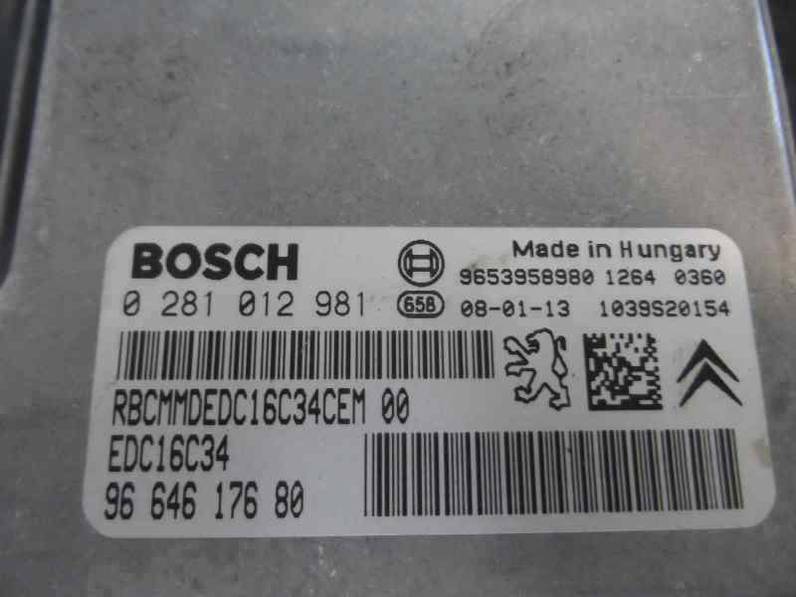 BOSCH
Made in Hungary
9653958980 1264 0360
0 281 012 981 658 08-01-13 1039S20154
RBCMMDEDC16C34CEM 00
EDC16C34
96 646 176 80